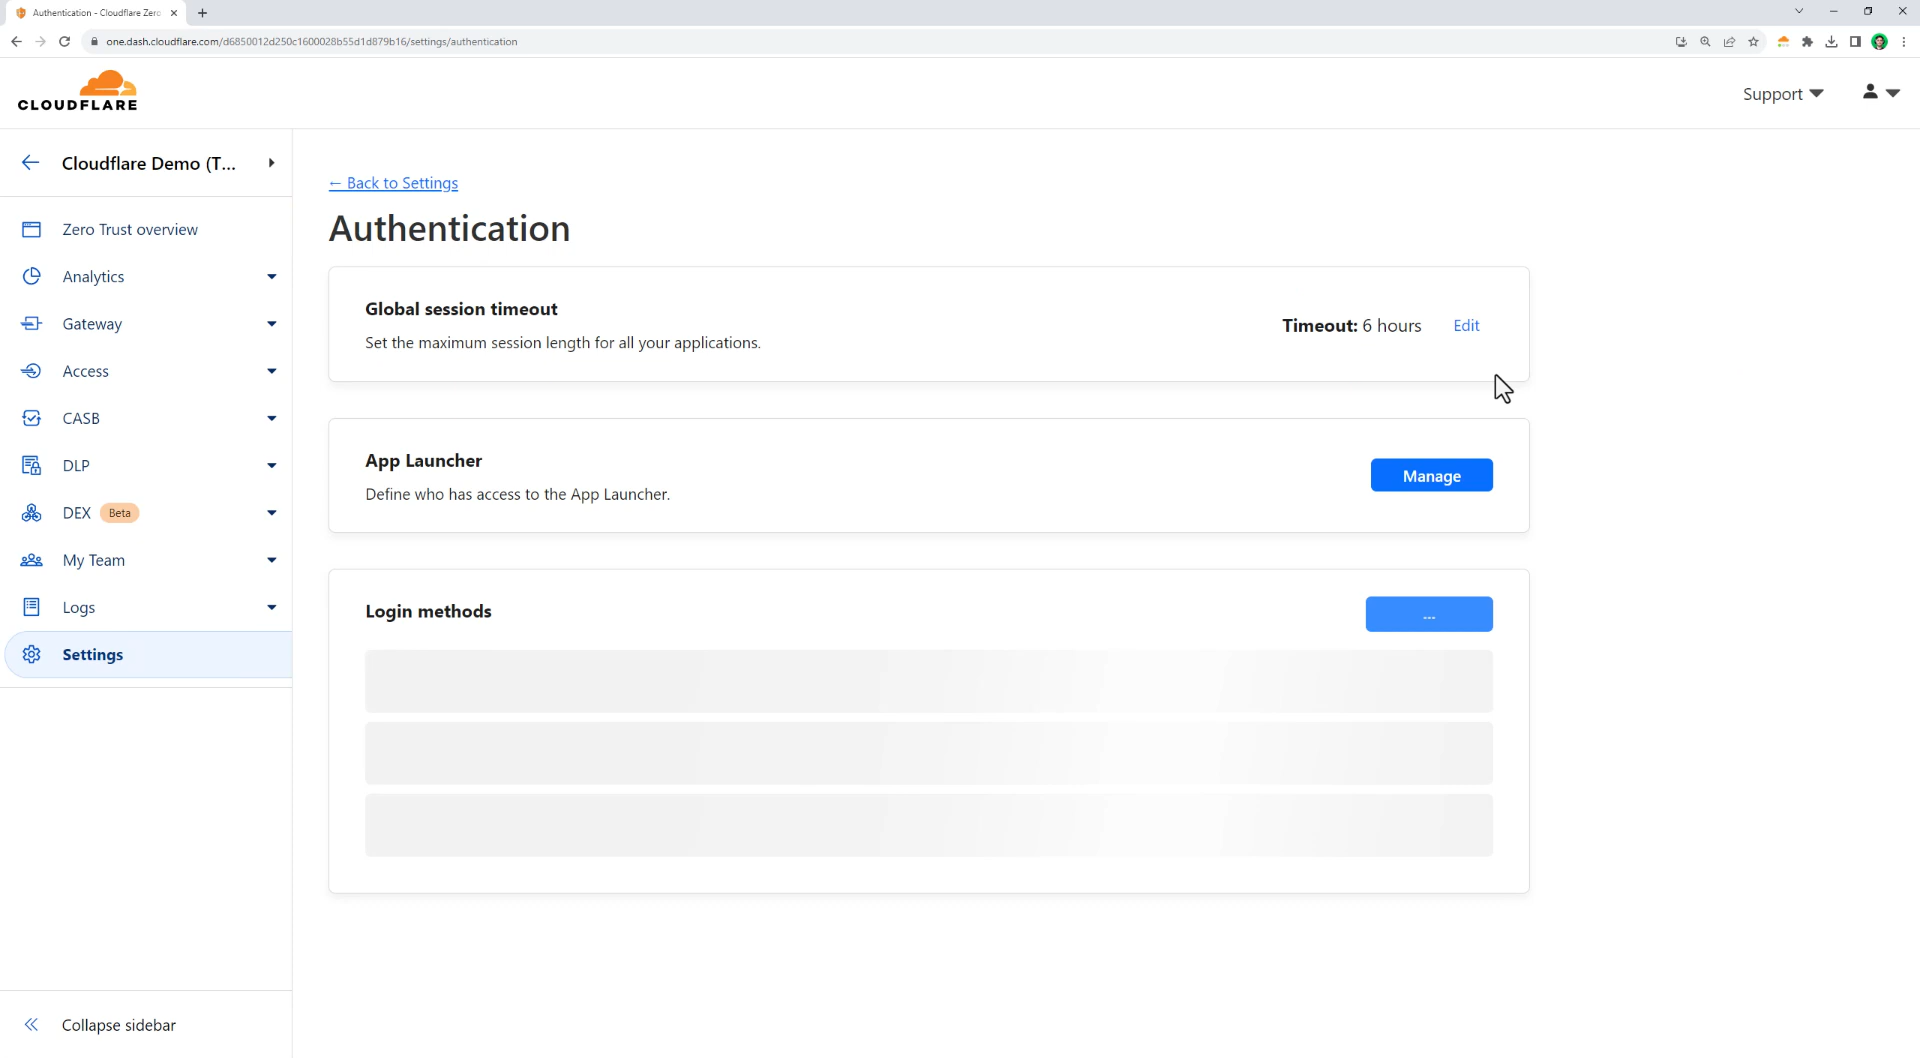 Authentication - Cloudflare Zero
one.dash.cloudflare.com/d6850012d250c1600028b55d1d879b16/settings/authentication
CLOUDFLARE
Support
Cloudflare Demo (T...
Zero Trust overview
Analytics
Gateway
Access
CASB
DLP
DEX Beta
My Team
Logs
Settings
Collapse sidebar
← Back to Settings
Authentication
Global session timeout
Set the maximum session length for all your applications.
Timeout: 6 hours Edit
App Launcher
Define who has access to the App Launcher.
Manage
Login methods
...